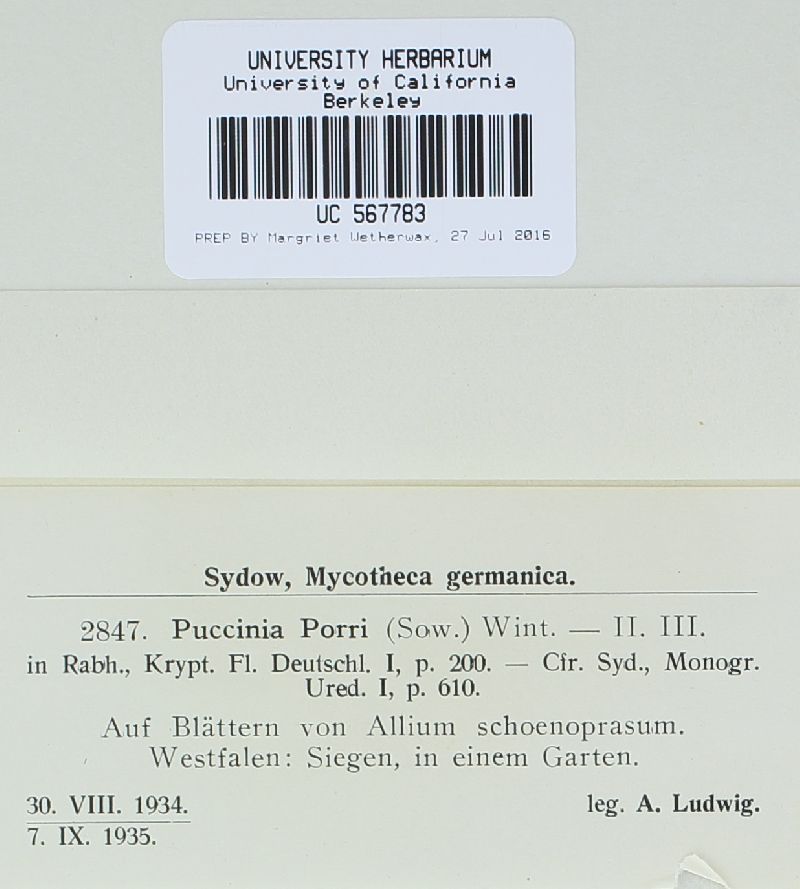 UNIVERSITY HERBARIUM
University of California
Berkeley
UC 567783
PREP BY Margriet Wetherwax, 27 Jul 2016
Sydow, Mycotheca germanica.
2847. Puccinia Porri (Sow.) Wint. — II. III.
in Rabh., Krypt. Fl. Deutschl. I, p. 200. — Cfr. Syd., Monogr.
Ured. I, p. 610.
Auf Blättern von Allium schoenoprasum.
Westfalen: Siegen, in einem Garten.
30. VIII. 1934.
7. IX. 1935.
leg. A. Ludwig.